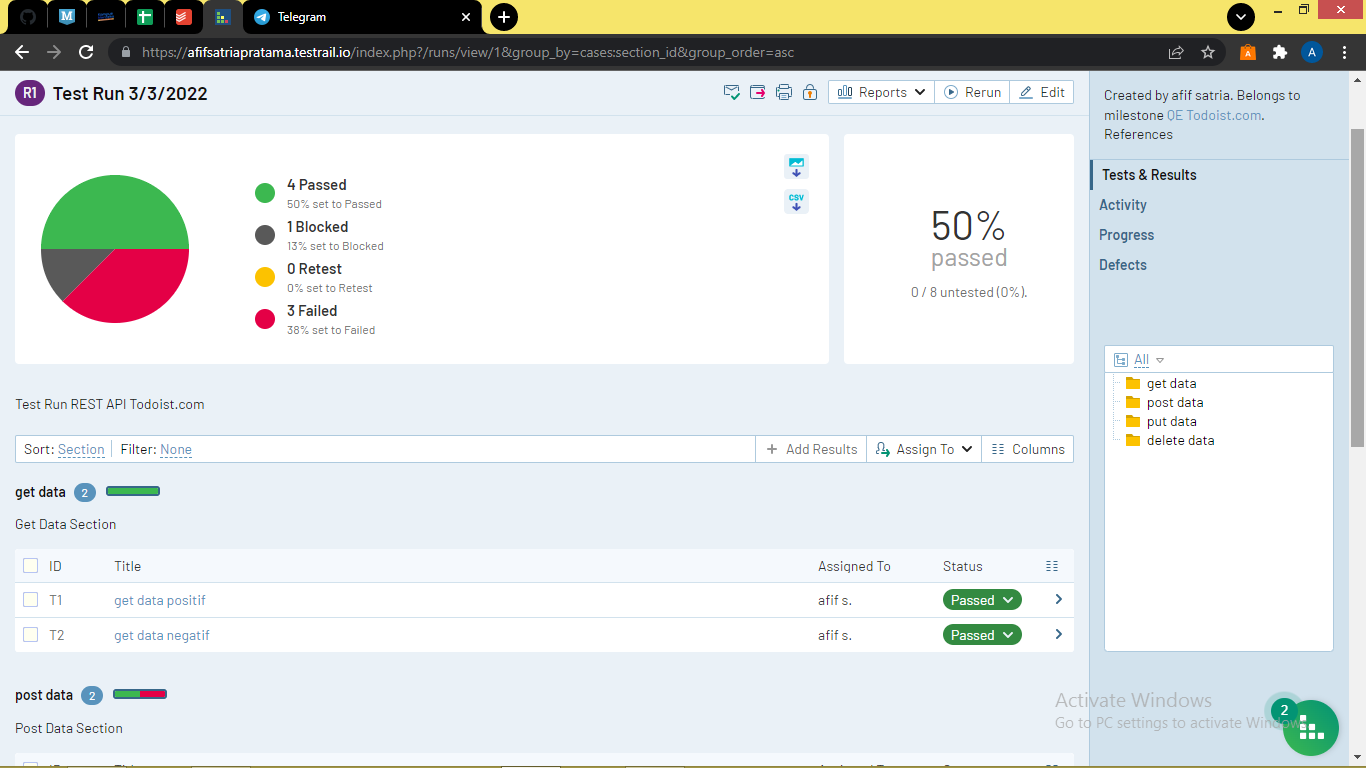 Telegram
A
https://afifsatriapratama.testrail.io/index.php?/runs/view/1&group_by=cases:section_id&group_order=asc
R1 Test Run 3/3/2022
Reports
Rerun
Edit
4 Passed
50% set to Passed
1 Blocked
13% set to Blocked
0 Retest
0% set to Retest
3 Failed
38% set to Failed
CSV
50%
passed
0 / 8 untested (0%).
Created by afif satria. Belongs to
milestone QE Todoist.com.
References
Tests & Results
Activity
Progress
Defects
All
get data
post data
put data
delete data
Test Run REST API Todoist.com
Sort: Section Filter: None
Add Results
Assign To
Columns
get data 2
Get Data Section
ID Title Assigned To Status
T1 get data positif afif s. Passed
T2 get data negatif afif s. Passed
post data 2
Post Data Section
Activate Windows
Go to PC settings to activate Windows.
2